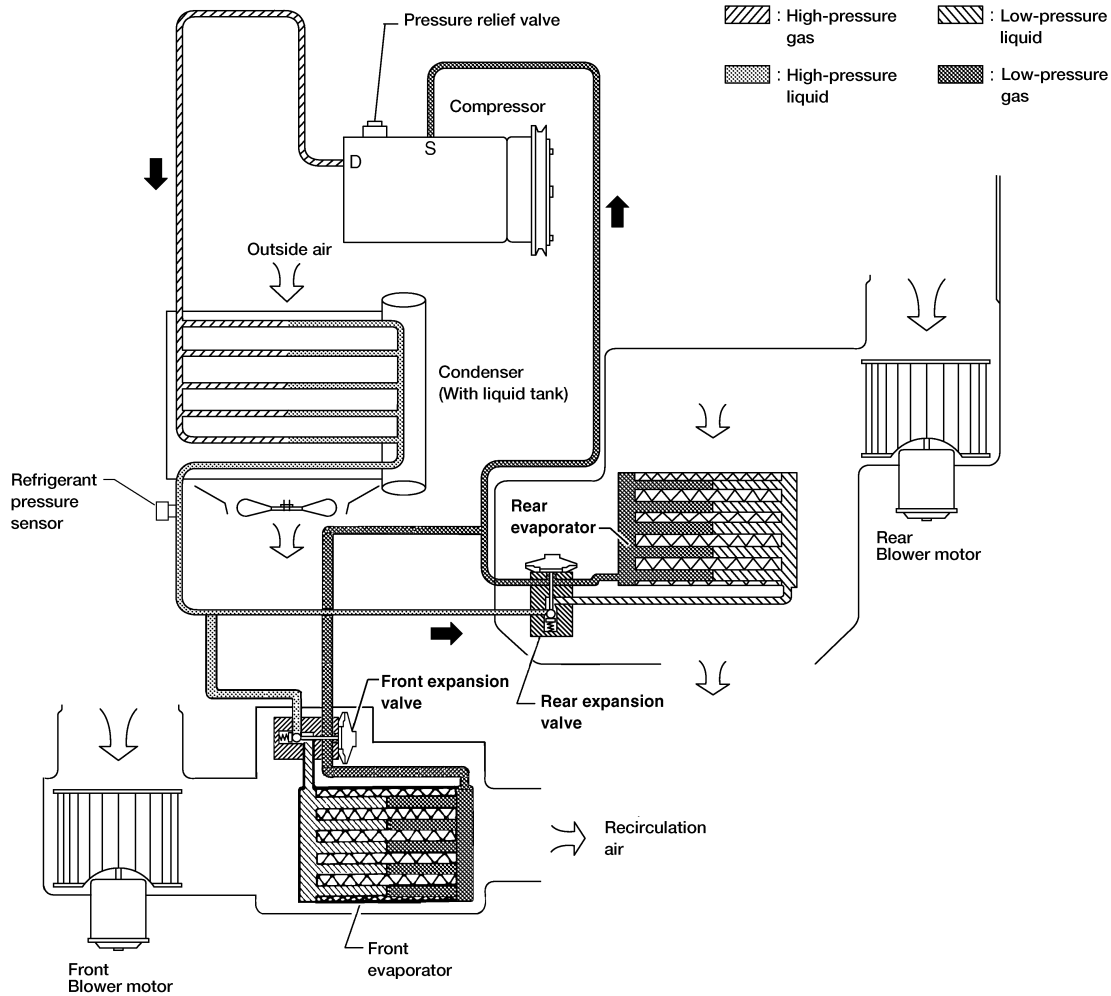 Pressure relief valve
: High-pressure
gas
: Low-pressure
liquid
: High-pressure
liquid
: Low-pressure
gas
Compressor
S
D
Outside air
Condenser
(With liquid tank)
Refrigerant
pressure
sensor
Rear
evaporator
Rear
Blower motor
Front expansion
valve
Rear expansion
valve
Recirculation
air
Front
evaporator
Front
Blower motor